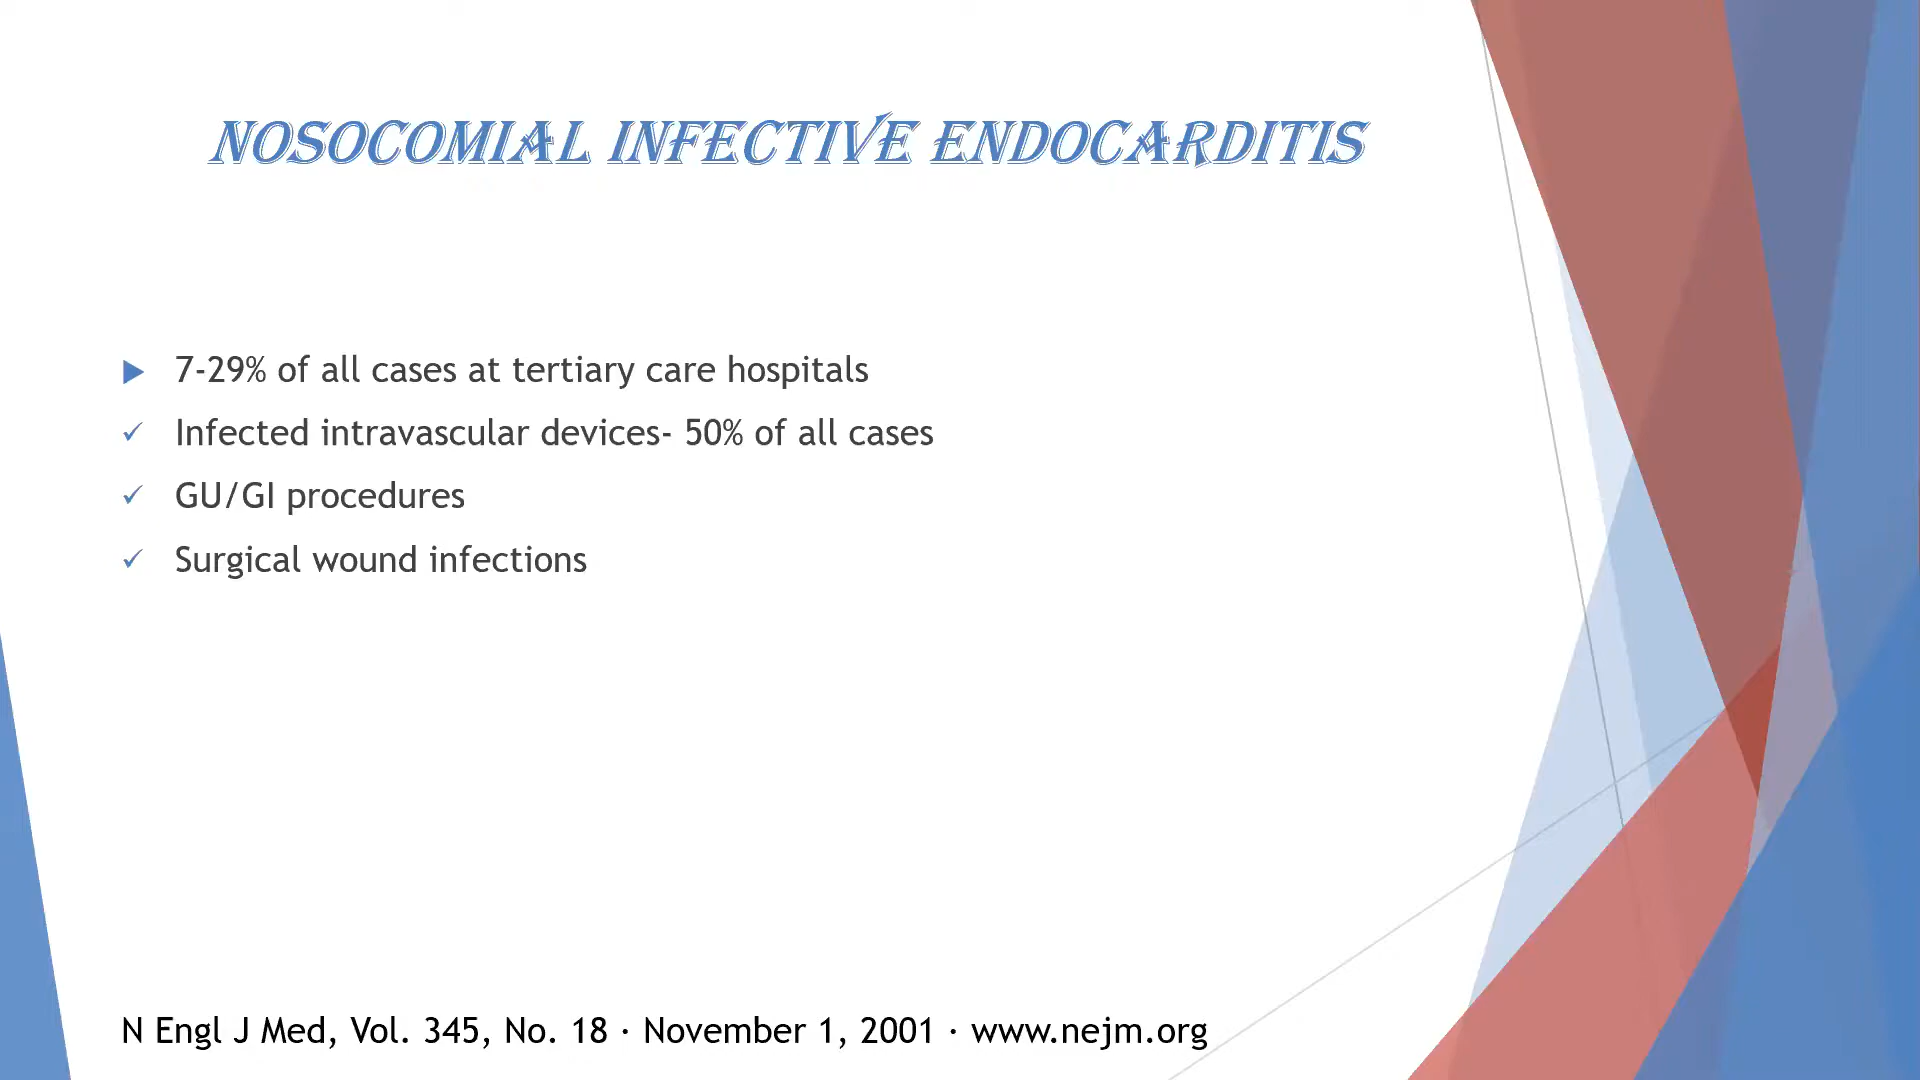 NOSOCOMIAL INFECTIVE ENDOCARDITIS
7-29% of all cases at tertiary care hospitals
✓ Infected intravascular devices- 50% of all cases
✓ GU/GI procedures
✓ Surgical wound infections
N Engl J Med, Vol. 345, No. 18 · November 1, 2001 · www.nejm.org